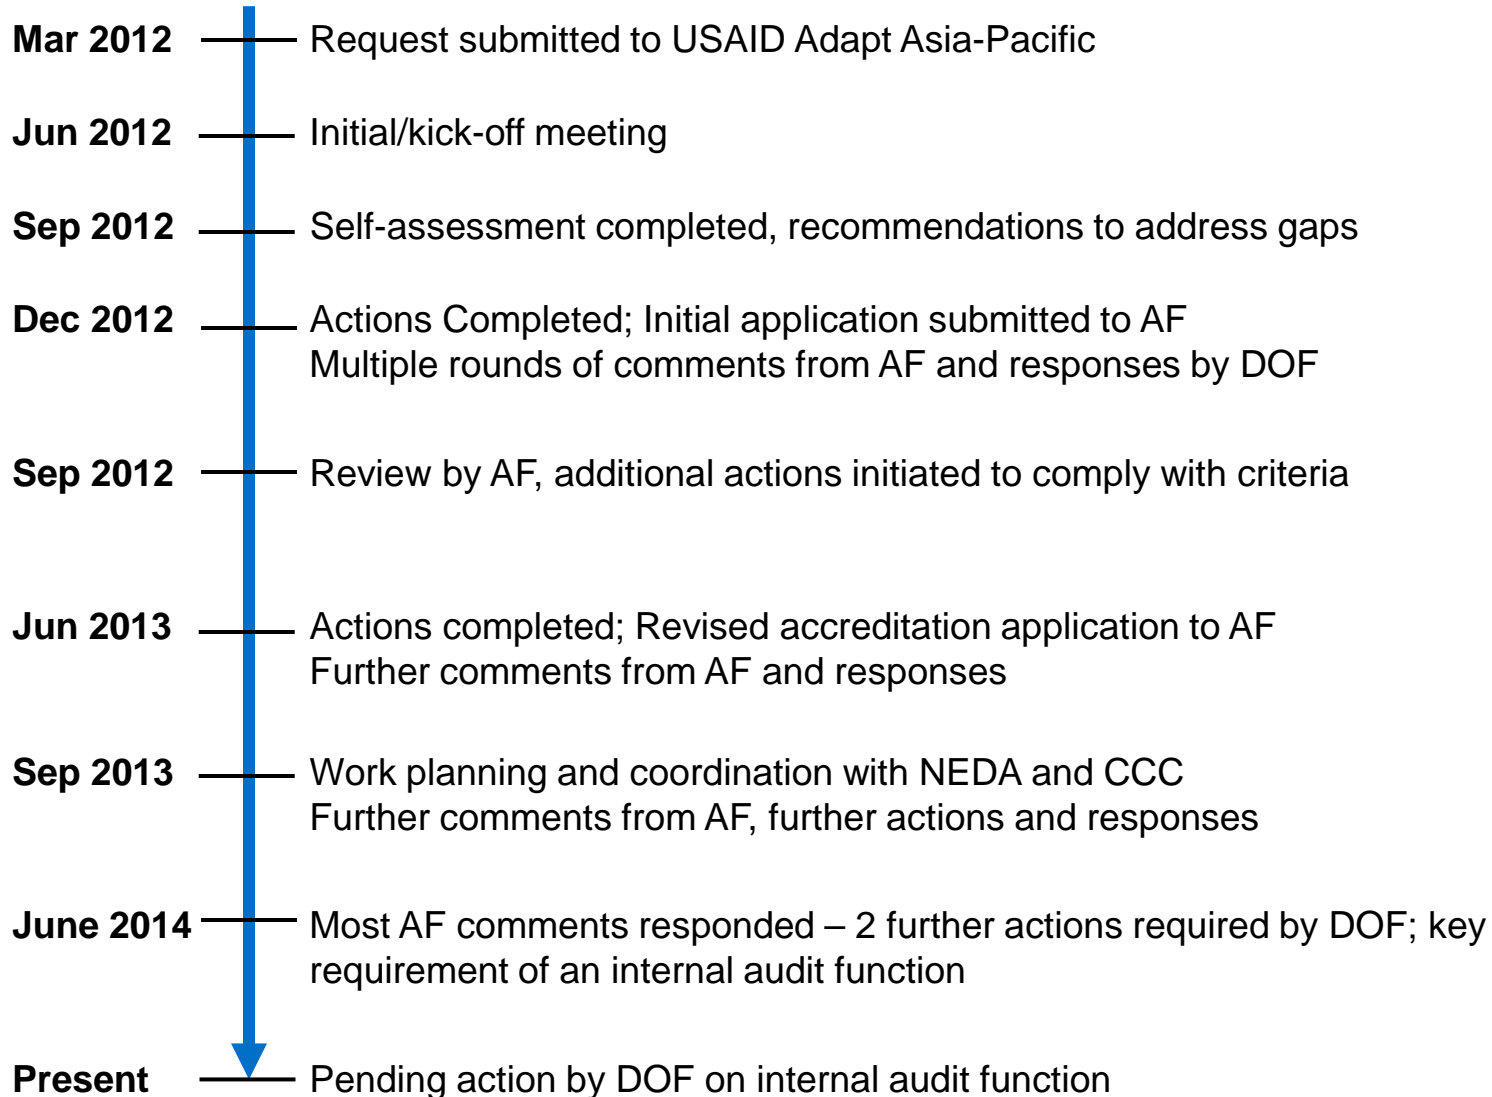 Mar 2012 Request submitted to USAID Adapt Asia-Pacific
Jun 2012 Initial/kick-off meeting
Sep 2012 Self-assessment completed, recommendations to address gaps
Dec 2012 Actions Completed; Initial application submitted to AF
Multiple rounds of comments from AF and responses by DOF
Sep 2012 Review by AF, additional actions initiated to comply with criteria
Jun 2013 Actions completed; Revised accreditation application to AF
Further comments from AF and responses
Sep 2013 Work planning and coordination with NEDA and CCC
Further comments from AF, further actions and responses
June 2014 Most AF comments responded – 2 further actions required by DOF; key
requirement of an internal audit function
Present Pending action by DOF on internal audit function